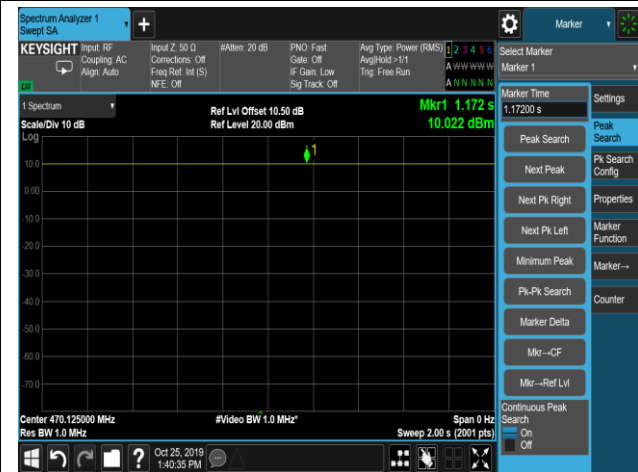 Spectrum Analyzer 1
Swept SA
+
Marker
KEYSIGHT
Input: RF
Coupling: AC
Align: Auto
Input Z: 50 Ω
Corrections: Off
Freq Ref: Int (S)
NFE: Off
#Atten: 20 dB
PNO: Fast
Gate: Off
IF Gain: Low
Sig Track: Off
Avg Type: Power (RMS)
Avg|Hold:>1/1
Trig: Free Run
1 2 3 4 5 6
A W W W W W
A N N N N N
Select Marker
Marker 1
1 Spectrum
Scale/Div 10 dB
Log
Ref Lvl Offset 10.50 dB
Ref Level 20.00 dBm
Mkr1 1.172 s
10.022 dBm
1
10.0
0.00
-10.0
-20.0
-30.0
-40.0
-50.0
-60.0
-70.0
Center 470.125000 MHz
Res BW 1.0 MHz
#Video BW 1.0 MHz*
Span 0 Hz
Sweep 2.00 s (2001 pts)
Marker Time
1.17200 s
Peak Search
Next Peak
Next Pk Right
Next Pk Left
Minimum Peak
Pk-Pk Search
Marker Delta
Mkr→CF
Mkr→Ref Lvl
Continuous Peak
Search
On
Off
Settings
Peak
Search
Pk Search
Config
Properties
Marker
Function
Marker→
Counter
?
Oct 25, 2019
1:40:35 PM